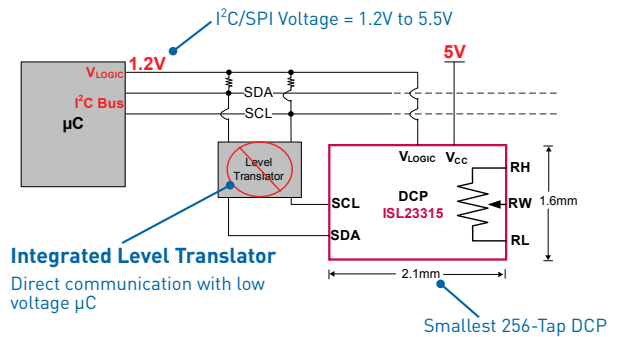 I²C/SPI Voltage = 1.2V to 5.5V
VLOGIC 1.2V
5V
I²C Bus
µC
SDA
SCL
Level
Translator
VLOGIC VCC
RH
DCP
ISL23315
RW
RL
SCL
SDA
1.6mm
2.1mm
Integrated Level Translator
Direct communication with low
voltage µC
Smallest 256-Tap DCP